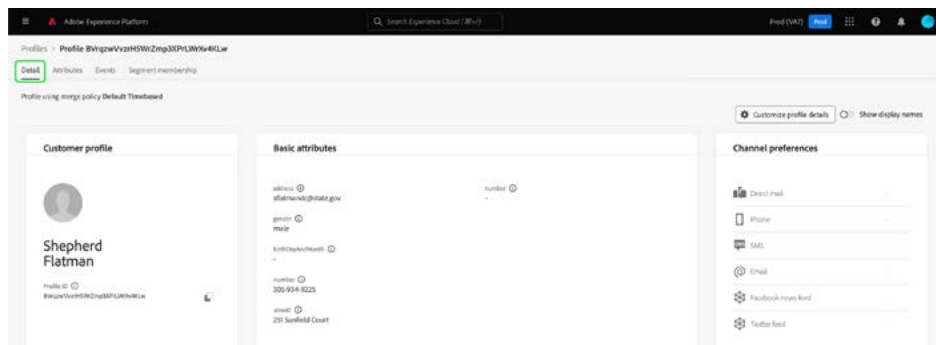 Adobe Experience Platform
Search Experience Cloud (⌘+/)
Prod (VA7)
Prod
Profiles > Profile
Detail
Attributes
Events
Segment membership
Profile using merge policy Default Timebased
Customize profile details
Show display names
Customer profile
Shepherd
Flatman
Profile ID
Basic attributes
address
sflatmandc@state.gov
gender
male
birthDayAndMonth
-
number
305-934-9225
street1
251 Sunfield Court
number
-
Channel preferences
Direct mail
Phone
SMS
Email
Facebook news feed
Twitter feed